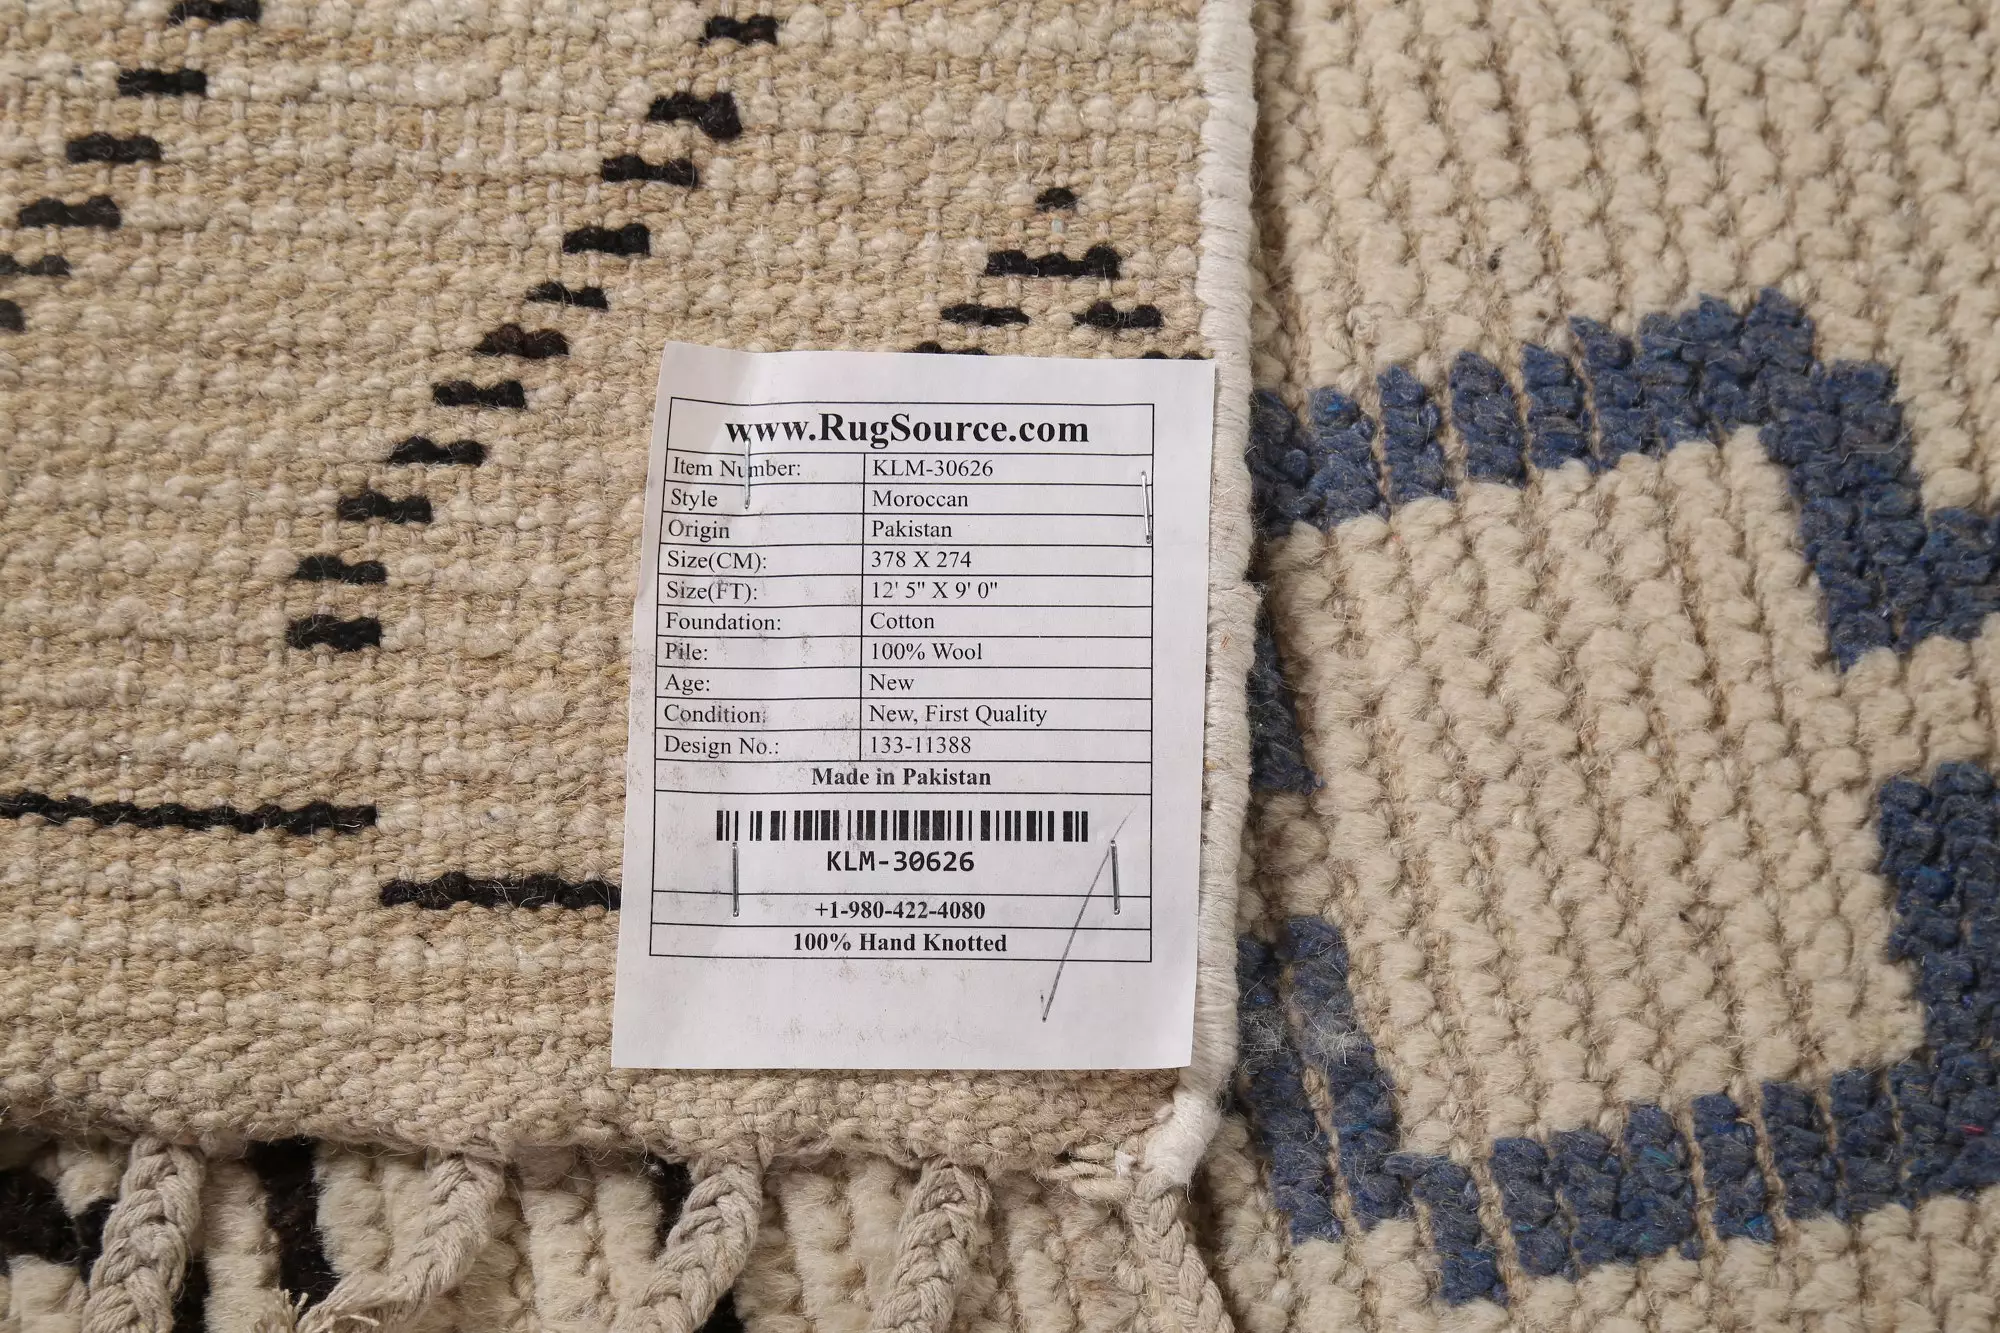 www.RugSource.com
Item Number: KLM-30626
Style Moroccan
Origin Pakistan
Size(CM): 378 X 274
Size(FT): 12' 5" X 9' 0"
Foundation: Cotton
Pile: 100% Wool
Age: New
Condition: New, First Quality
Design No.: 133-11388
Made in Pakistan
KLM-30626
+1-980-422-4080
100% Hand Knotted